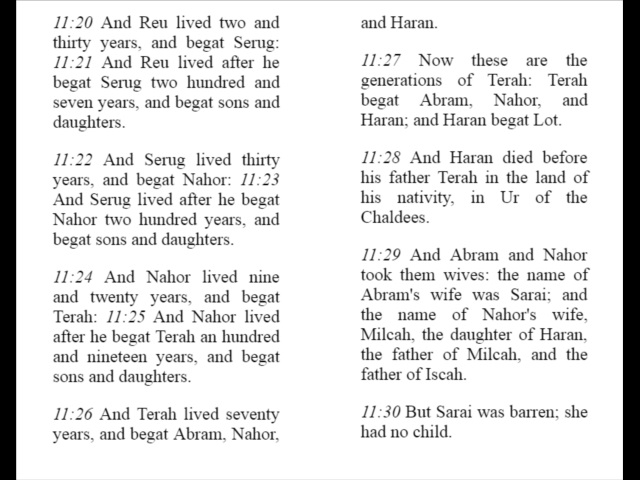 11:20 And Reu lived two and
thirty years, and begat Serug:
11:21 And Reu lived after he
begat Serug two hundred and
seven years, and begat sons and
daughters.
11:22 And Serug lived thirty
years, and begat Nahor: 11:23
And Serug lived after he begat
Nahor two hundred years, and
begat sons and daughters.
11:24 And Nahor lived nine
and twenty years, and begat
Terah: 11:25 And Nahor lived
after he begat Terah an hundred
and nineteen years, and begat
sons and daughters.
11:26 And Terah lived seventy
years, and begat Abram, Nahor,
and Haran.
11:27 Now these are the
generations of Terah: Terah
begat Abram, Nahor, and
Haran; and Haran begat Lot.
11:28 And Haran died before
his father Terah in the land of
his nativity, in Ur of the
Chaldees.
11:29 And Abram and Nahor
took them wives: the name of
Abram's wife was Sarai; and
the name of Nahor's wife,
Milcah, the daughter of Haran,
the father of Milcah, and the
father of Iscah.
11:30 But Sarai was barren; she
had no child.